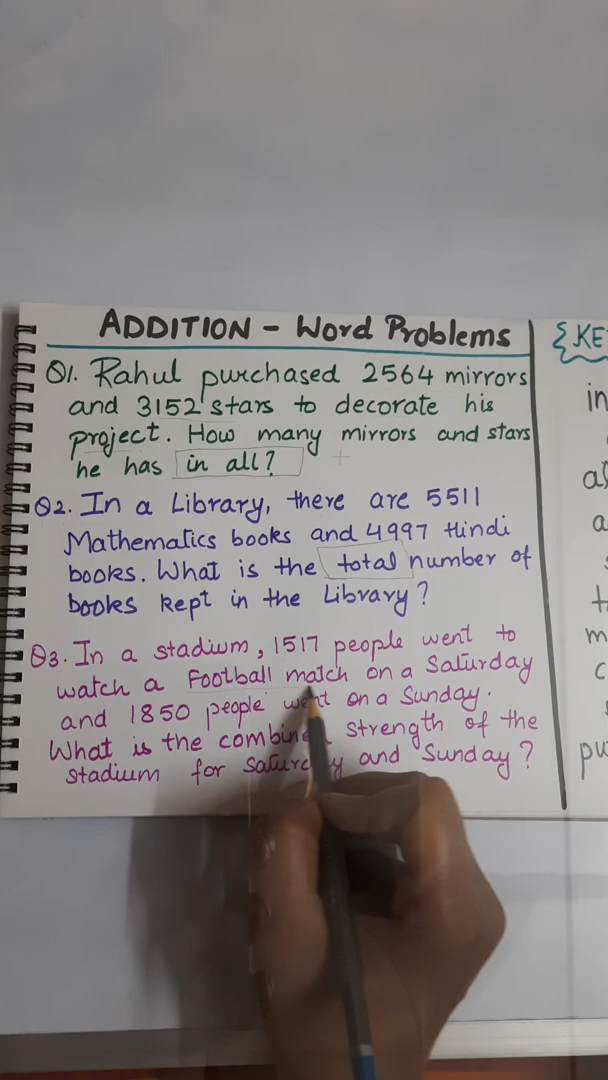 ADDITION - Word Problems
Q1. Rahul purchased 2564 mirrors
and 3152 stars to decorate his
project. How many mirrors and stars
he has in all?
Q2. In a Library, there are 5511
Mathematics books and 4997 Hindi
books. What is the total number of
books kept in the Library?
Q3. In a stadium, 1517 people went to
watch a Football match on a Saturday
and 1850 people went on a Sunday.
What is the combined strength of the
stadium for Saturday and Sunday?
{KE
in
a